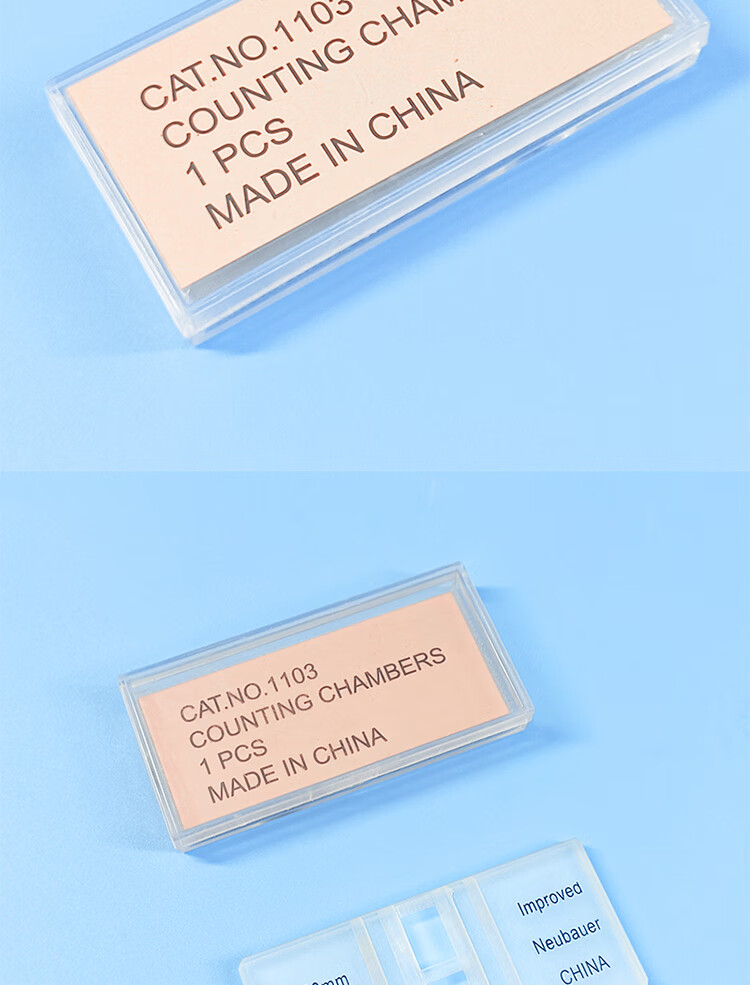 CAT.NO.1103
COUNTING CHAM
1 PCS
MADE IN CHINA
CAT.NO.1103
COUNTING CHAMBERS
1 PCS
MADE IN CHINA
Improved
Neubauer
CHINA
mm